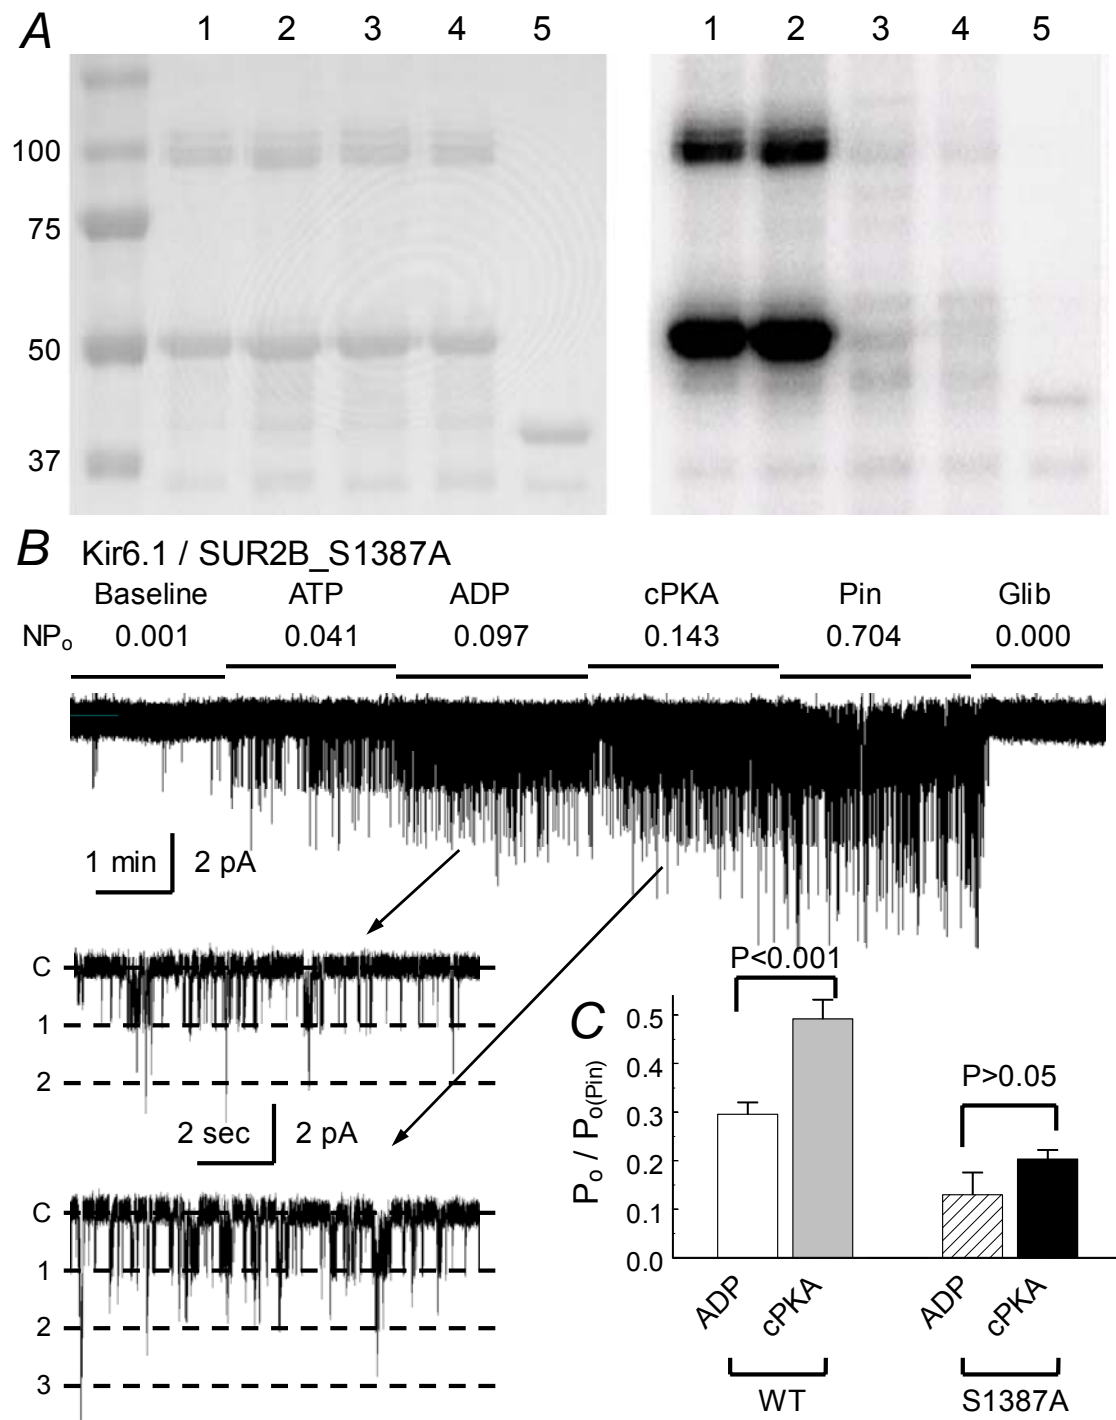 A 1 2 3 4 5 1 2 3 4 5
100
75
50
37
B Kir6.1 / SUR2B_S1387A
Baseline ATP ADP cPKA Pin Glib
NPo 0.001 0.041 0.097 0.143 0.704 0.000
1 min 2 pA
C
1
2
2 sec 2 pA
C
1
2
3
C
P<0.001
P>0.05
Po / Po(Pin)
0.5
0.4
0.3
0.2
0.1
0.0
ADP cPKA ADP cPKA
WT S1387A